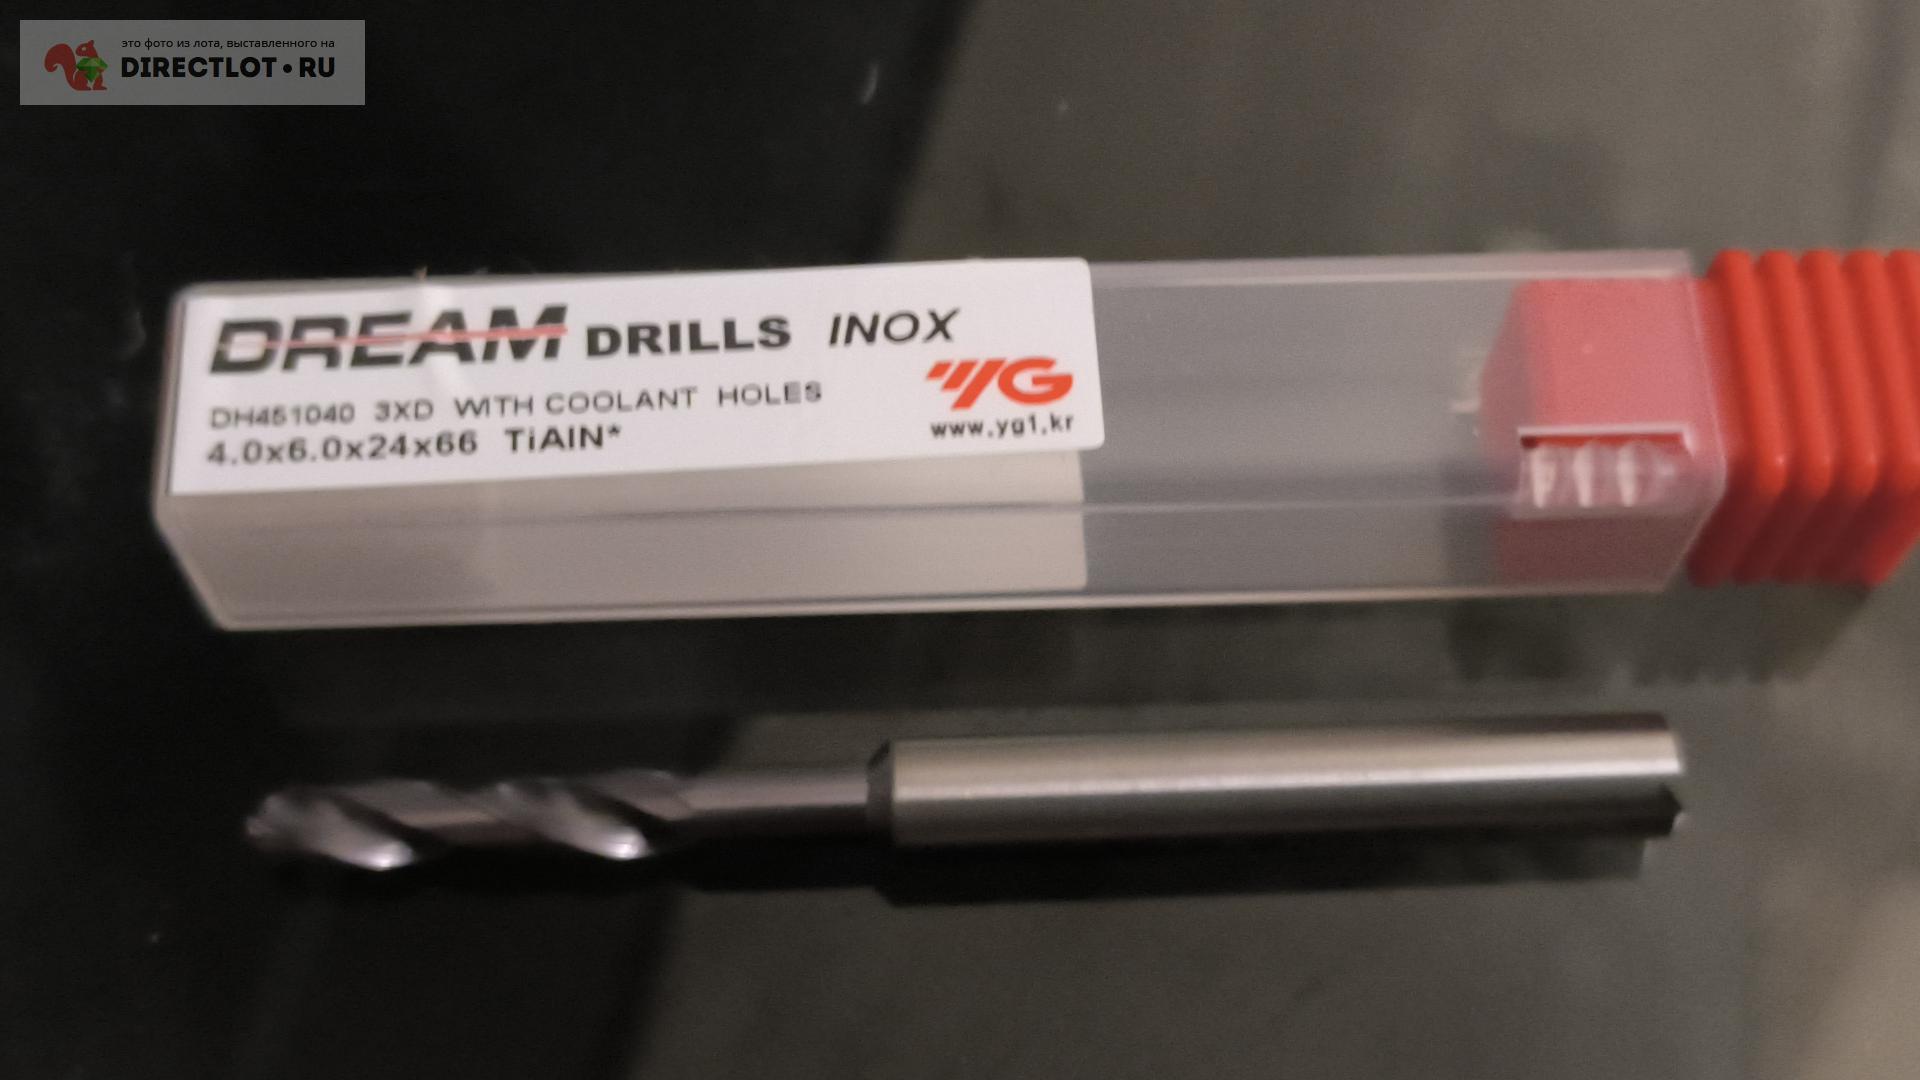 это фото из лота, выставленного на
DIRECTLOT•RU
DREAM DRILLS INOX
YG
DH451040 3XD WITH COOLANT HOLES
4.0x6.0x24x66 TiAlN*
www.yg1.kr